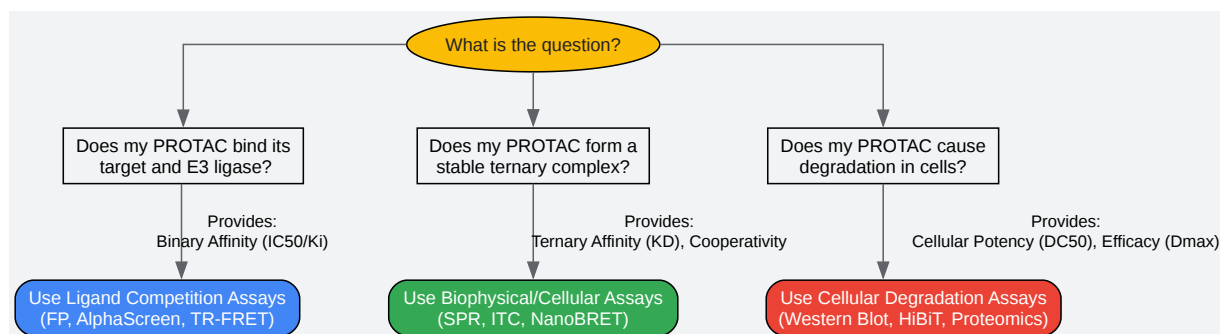 What is the question?
Does my PROTAC bind its
target and E3 ligase?
Does my PROTAC form a
stable ternary complex?
Does my PROTAC cause
degradation in cells?
Provides:
Binary Affinity (IC50/Ki)
Provides:
Ternary Affinity (KD), Cooperativity
Provides:
Cellular Potency (DC50), Efficacy (Dmax)
Use Ligand Competition Assays
(FP, AlphaScreen, TR-FRET)
Use Biophysical/Cellular Assays
(SPR, ITC, NanoBRET)
Use Cellular Degradation Assays
(Western Blot, HiBiT, Proteomics)